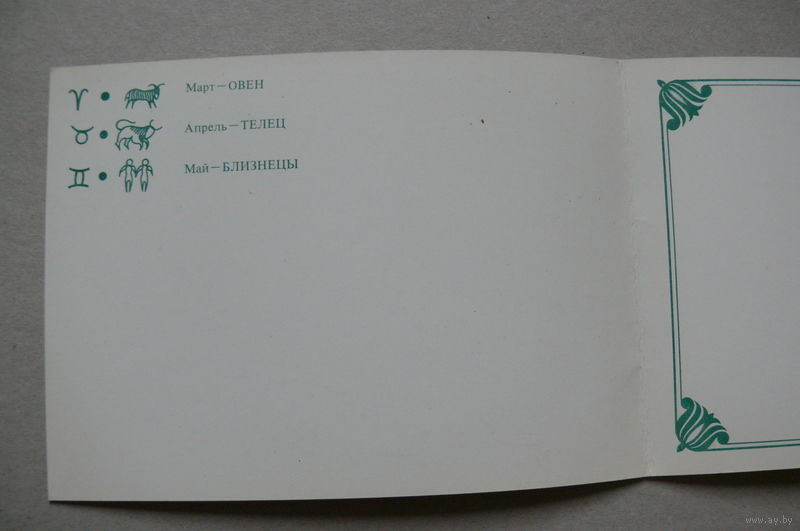 ♈ • Март — ОВЕН
♉ • Апрель — ТЕЛЕЦ
♊ • Май — БЛИЗНЕЦЫ
www.ay.by